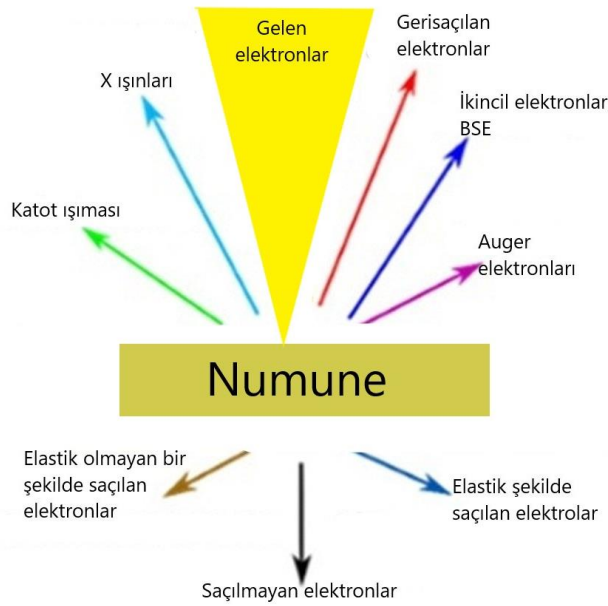 Gelen
elektronlar
Gerisaçılan
elektronlar
X ışınları
İkincil elektronlar
BSE
Katot ışıması
Auger
elektronları
Numune
Elastik olmayan bir
şekilde saçılan
elektronlar
Elastik şekilde
saçılan elektrolar
Saçılmayan elektronlar